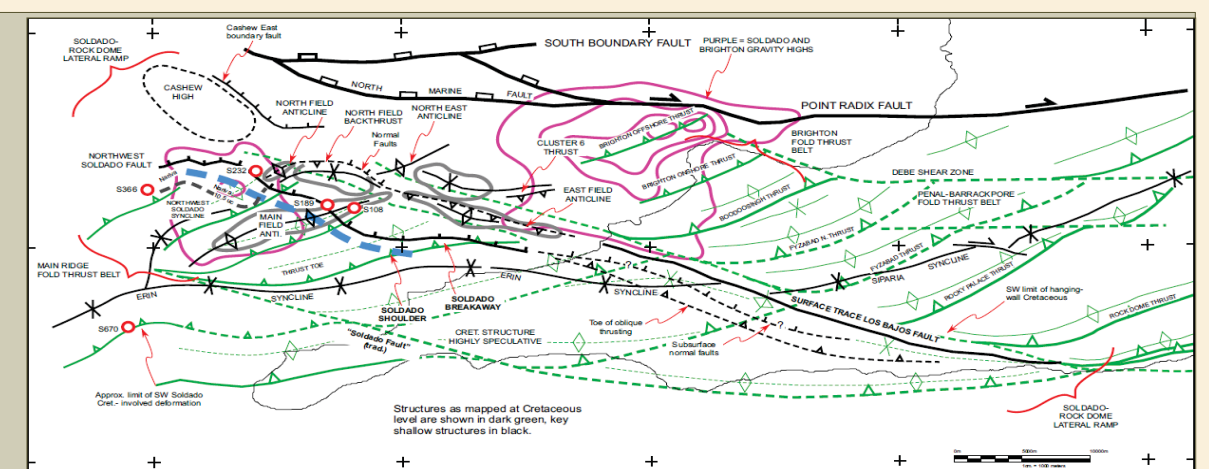 Cashew East
boundary fault
SOLDADO-
ROCK DOME
LATERAL RAMP
SOUTH BOUNDARY FAULT
PURPLE = SOLDADO AND
BRIGHTON GRAVITY HIGHS
CASHEW
HIGH
NORTH MARINE FAULT
POINT RADIX FAULT
NORTH FIELD
ANTICLINE
NORTH FIELD
BACKTHRUST
NORTH EAST
ANTICLINE
Normal
Faults
CLUSTER 6
THRUST
BRIGHTON OFFSHORE THRUST
BRIGHTON
FOLD THRUST
BELT
NORTHWEST
SOLDADO FAULT
S232
S366
Nariva
Nariva
NORTHWEST
SOLDADO
SYNCLINE
S189
S108
MAIN
FIELD
ANTI.
EAST FIELD
ANTICLINE
BRIGHTON ONSHORE THRUST
BOODOOSINGH THRUST
DEBE SHEAR ZONE
PENAL-BARRACKPORE
FOLD THRUST BELT
FYZABAD N. THRUST
FYZABAD THRUST
SIPARIA SYNCLINE
ROCKY PALACE THRUST
ROCK DOME THRUST
MAIN RIDGE
FOLD THRUST BELT
THRUST TOE
ERIN SYNCLINE
ERIN SYNCLINE
SOLDADO
SHOULDER
SOLDADO
BREAKAWAY
?
SURFACE TRACE LOS BAJOS FAULT
SW limit of hanging-
wall Cretaceous
S670
"Soldado Fault"
(trad.)
CRET. STRUCTURE
HIGHLY SPECULATIVE
Toe of oblique
thrusting
?
Subsurface
normal faults
Approx. limit of SW Soldado
Cret.- involved deformation
Structures as mapped at Cretaceous
level are shown in dark green, key
shallow structures in black.
SOLDADO-
ROCK DOME
LATERAL RAMP
0m 5000m 10000m
1cm. = 1000 meters